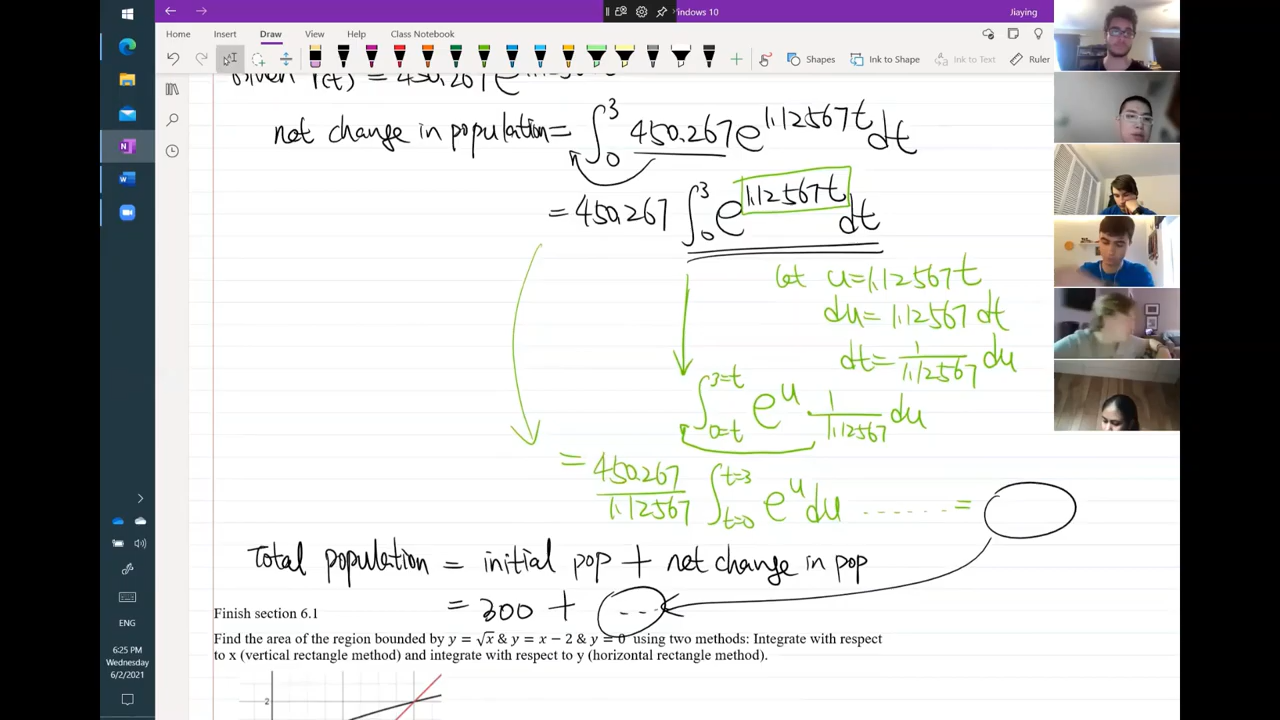 indows 10
Jiaying
Home Insert Draw View Help Class Notebook
Shapes Ink to Shape Ink to Text Ruler
net change in population = ∫₀³ 450.267 e^{1.12567t} dt
= 450.267 ∫₀³ e^{1.12567t} dt
let u = 1.12567t
du = 1.12567 dt
dt = 1/1.12567 du
∫_{0=t}^{3=t} e^u · 1/1.12567 du
= 450.267/1.12567 ∫_{t=0}^{t=3} e^u du ........ =
Total population = initial pop + net change in pop
= 300 + ...
Finish section 6.1
Find the area of the region bounded by y = √x & y = x − 2 & y = 0 using two methods: Integrate with respect
to x (vertical rectangle method) and integrate with respect to y (horizontal rectangle method).
2
ENG
6:25 PM
Wednesday
6/2/2021